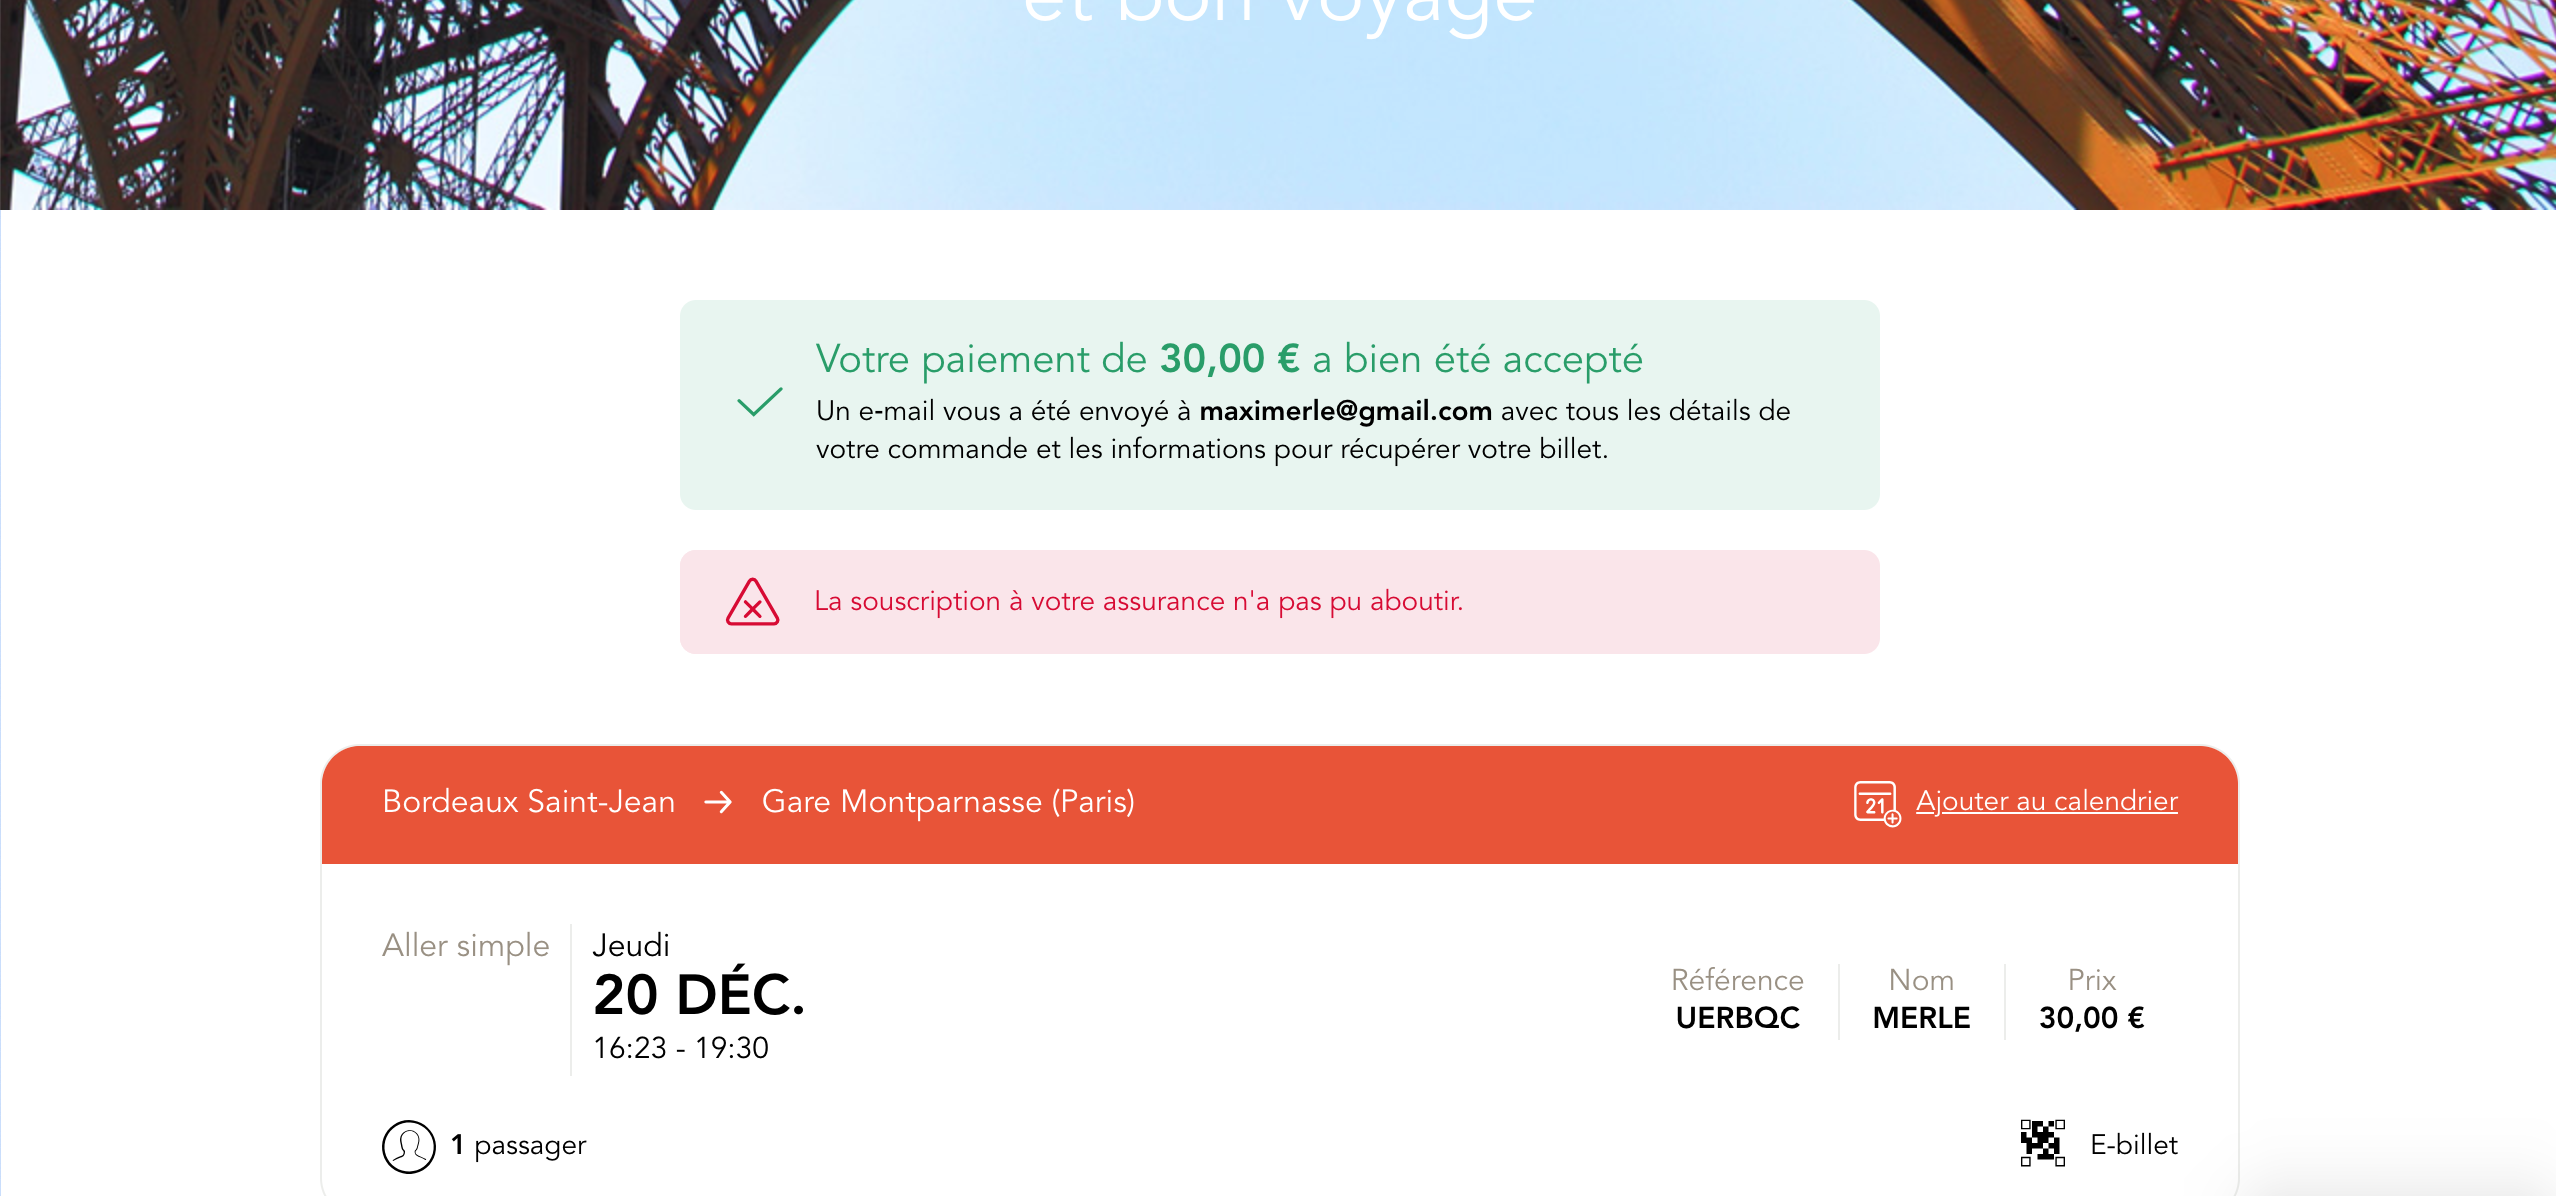 et bon voyage
Votre paiement de 30,00 € a bien été accepté
Un e-mail vous a été envoyé à maximerle@gmail.com avec tous les détails de
votre commande et les informations pour récupérer votre billet.
La souscription à votre assurance n'a pas pu aboutir.
Bordeaux Saint-Jean → Gare Montparnasse (Paris)
21 Ajouter au calendrier
Aller simple
Jeudi
20 DÉC.
16:23 - 19:30
Référence
UERBQC
Nom
MERLE
Prix
30,00 €
1 passager
E-billet